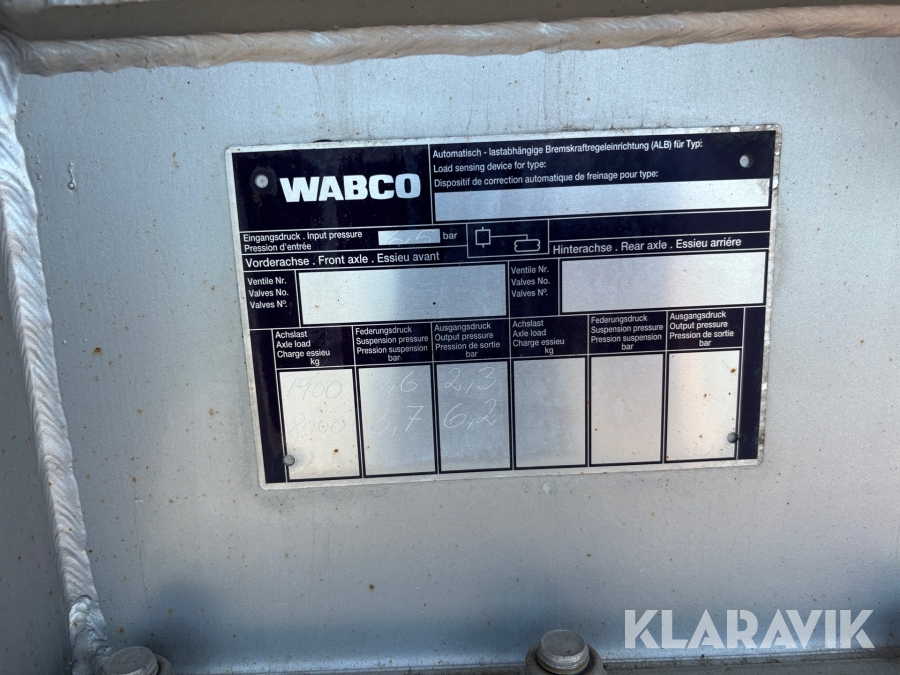 WABCO
Automatisch - lastabhängige Bremskraftregeleinrichtung (ALB) für Typ:
Load sensing device for type:
Dispositif de correction automatique de freinage pour type:
Eingangsdruck . Input pressure
Pression d'entrée
bar
Vorderachse . Front axle . Essieu avant
Hinterachse . Rear axle . Essieu arriére
Ventile Nr.
Valves No.
Valves Nº.
Ventile Nr.
Valves No.
Valves Nº.
Achslast
Axle load
Charge essieu
kg
Federungsdruck
Suspension pressure
Pression suspension
bar
Ausgangsdruck
Output pressure
Pression de sortie
bar
Achslast
Axle load
Charge essieu
kg
Federungsdruck
Suspension pressure
Pression suspension
bar
Ausgangsdruck
Output pressure
Pression de sortie
bar
1900 2,3
8000 3,7 6,2
KLARAVIK